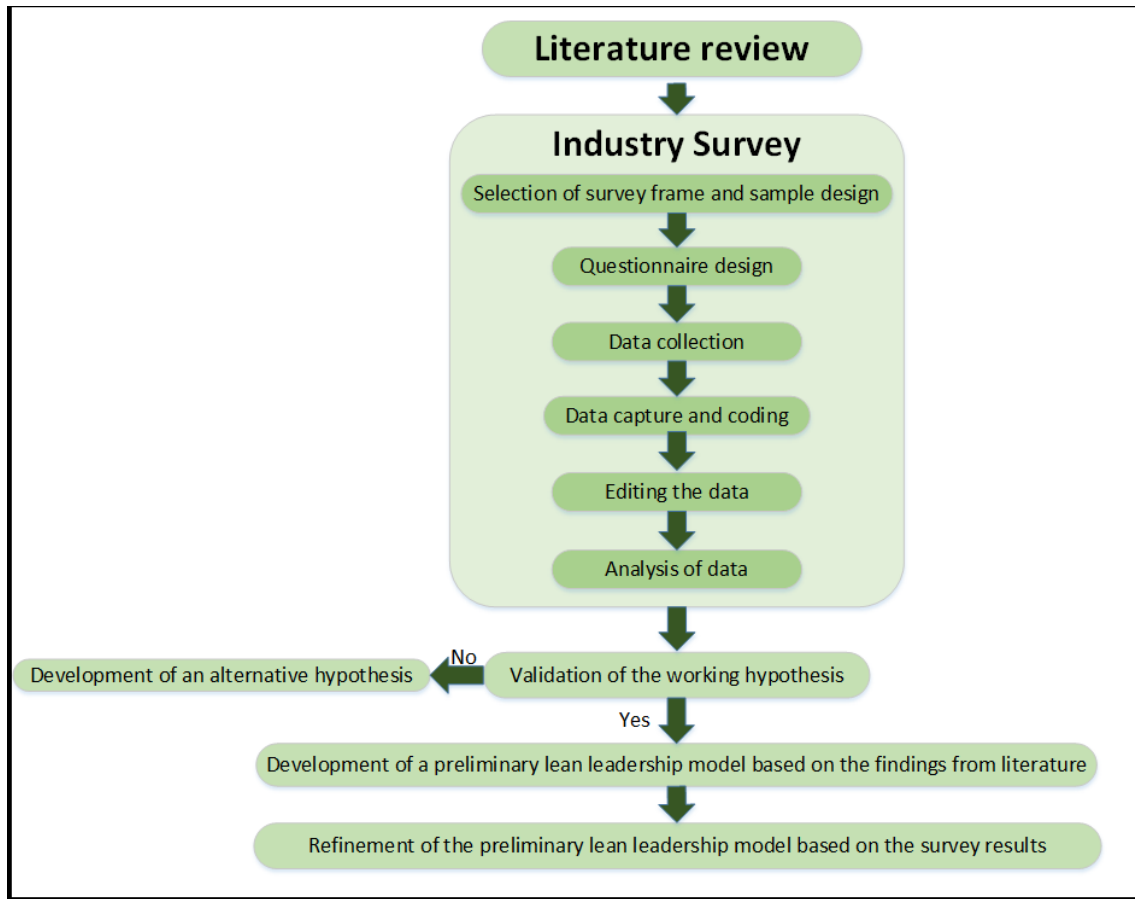 Literature review
Industry Survey
Selection of survey frame and sample design
Questionnaire design
Data collection
Data capture and coding
Editing the data
Analysis of data
No
Development of an alternative hypothesis
Validation of the working hypothesis
Yes
Development of a preliminary lean leadership model based on the findings from literature
Refinement of the preliminary lean leadership model based on the survey results